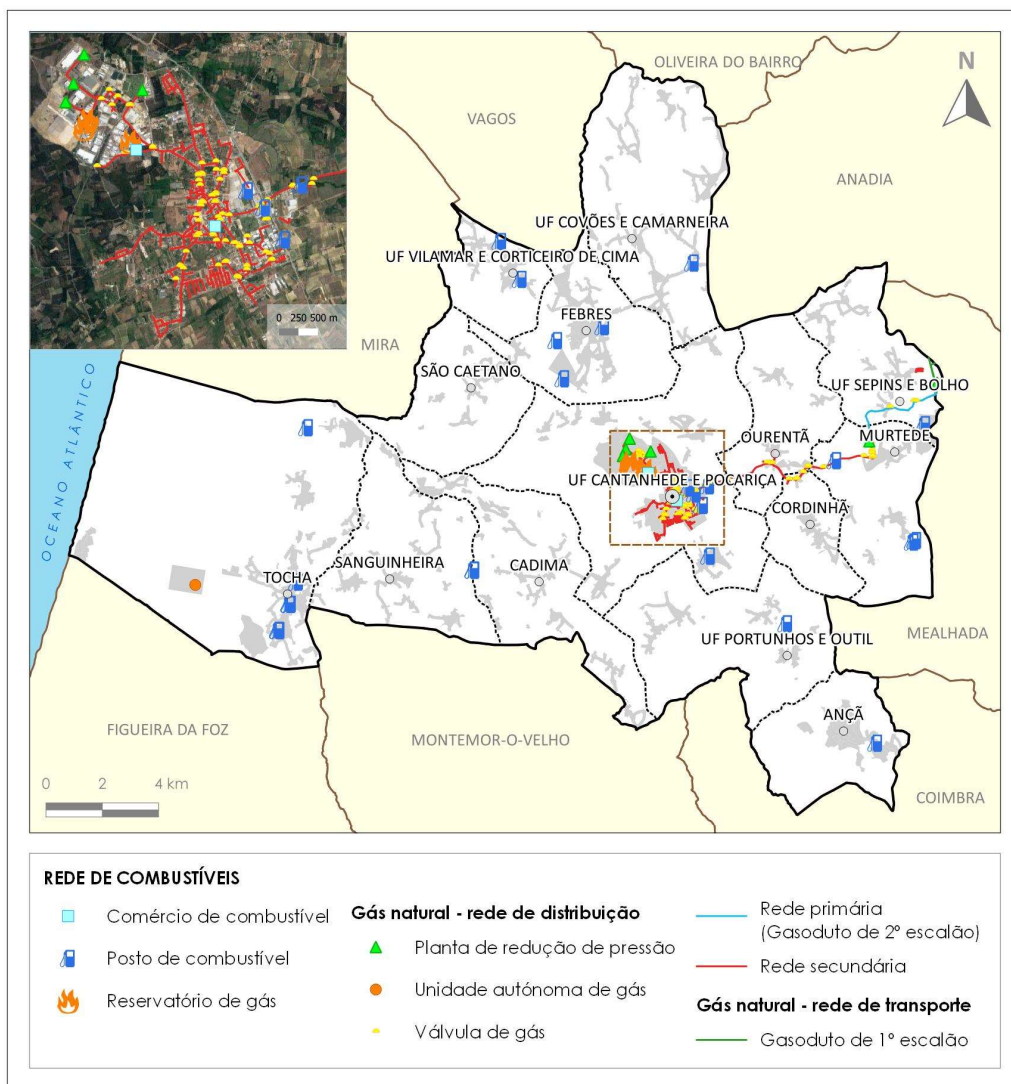 OLIVEIRA DO BAIRRO
N
VAGOS
ANADIA
UF COVÕES E CAMARNEIRA
UF VILAMAR E CORTICEIRO DE CIMA
0 250 500 m
FEBRES
MIRA
SÃO CAETANO
UF SEPINS E BOLHO
OCEANO ATLÂNTICO
OURENTÃ
MURTEDE
UF CANTANHEDE E POCARIÇA
CORDINHÃ
SANGUINHEIRA
CADIMA
TOCHA
MEALHADA
UF PORTUNHOS E OUTIL
FIGUEIRA DA FOZ
MONTEMOR-O-VELHO
ANÇÃ
0 2 4 km
COIMBRA
REDE DE COMBUSTÍVEIS
Comércio de combustível
Posto de combustível
Reservatório de gás
Gás natural - rede de distribuição
Planta de redução de pressão
Unidade autónoma de gás
Válvula de gás
Rede primária
(Gasoduto de 2º escalão)
Rede secundária
Gás natural - rede de transporte
Gasoduto de 1º escalão